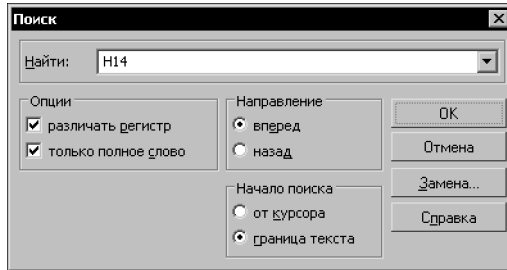 Поиск
Найти: H14
Опции
различать регистр
только полное слово
Направление
вперед
назад
Начало поиска
от курсора
граница текста
OK
Отмена
Замена...
Справка